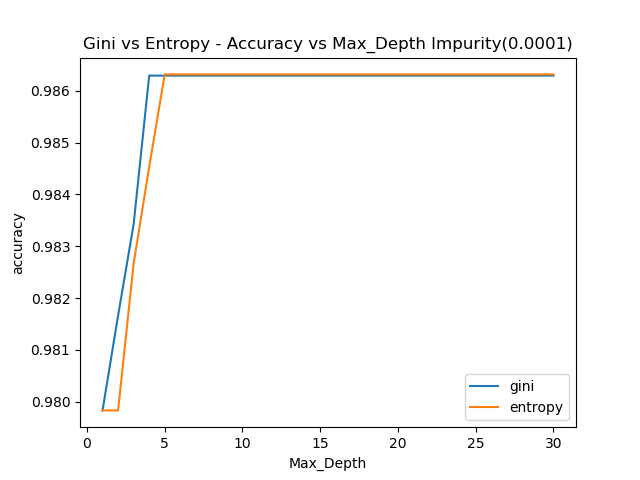 Gini vs Entropy - Accuracy vs Max_Depth Impurity(0.0001)
0.986
0.985
0.984
0.983
0.982
0.981
0.980
accuracy
0 5 10 15 20 25 30
Max_Depth
gini
entropy